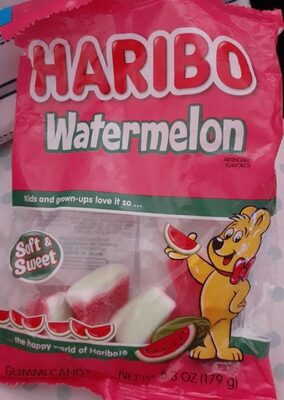 HARIBO
Watermelon
ARTIFICIALLY
FLAVORED
Kids and grown-ups love it so ...
Soft &
Sweet
... the happy world of Haribo!®
GUMMI CANDY NET WT 6.3 OZ (179 g)